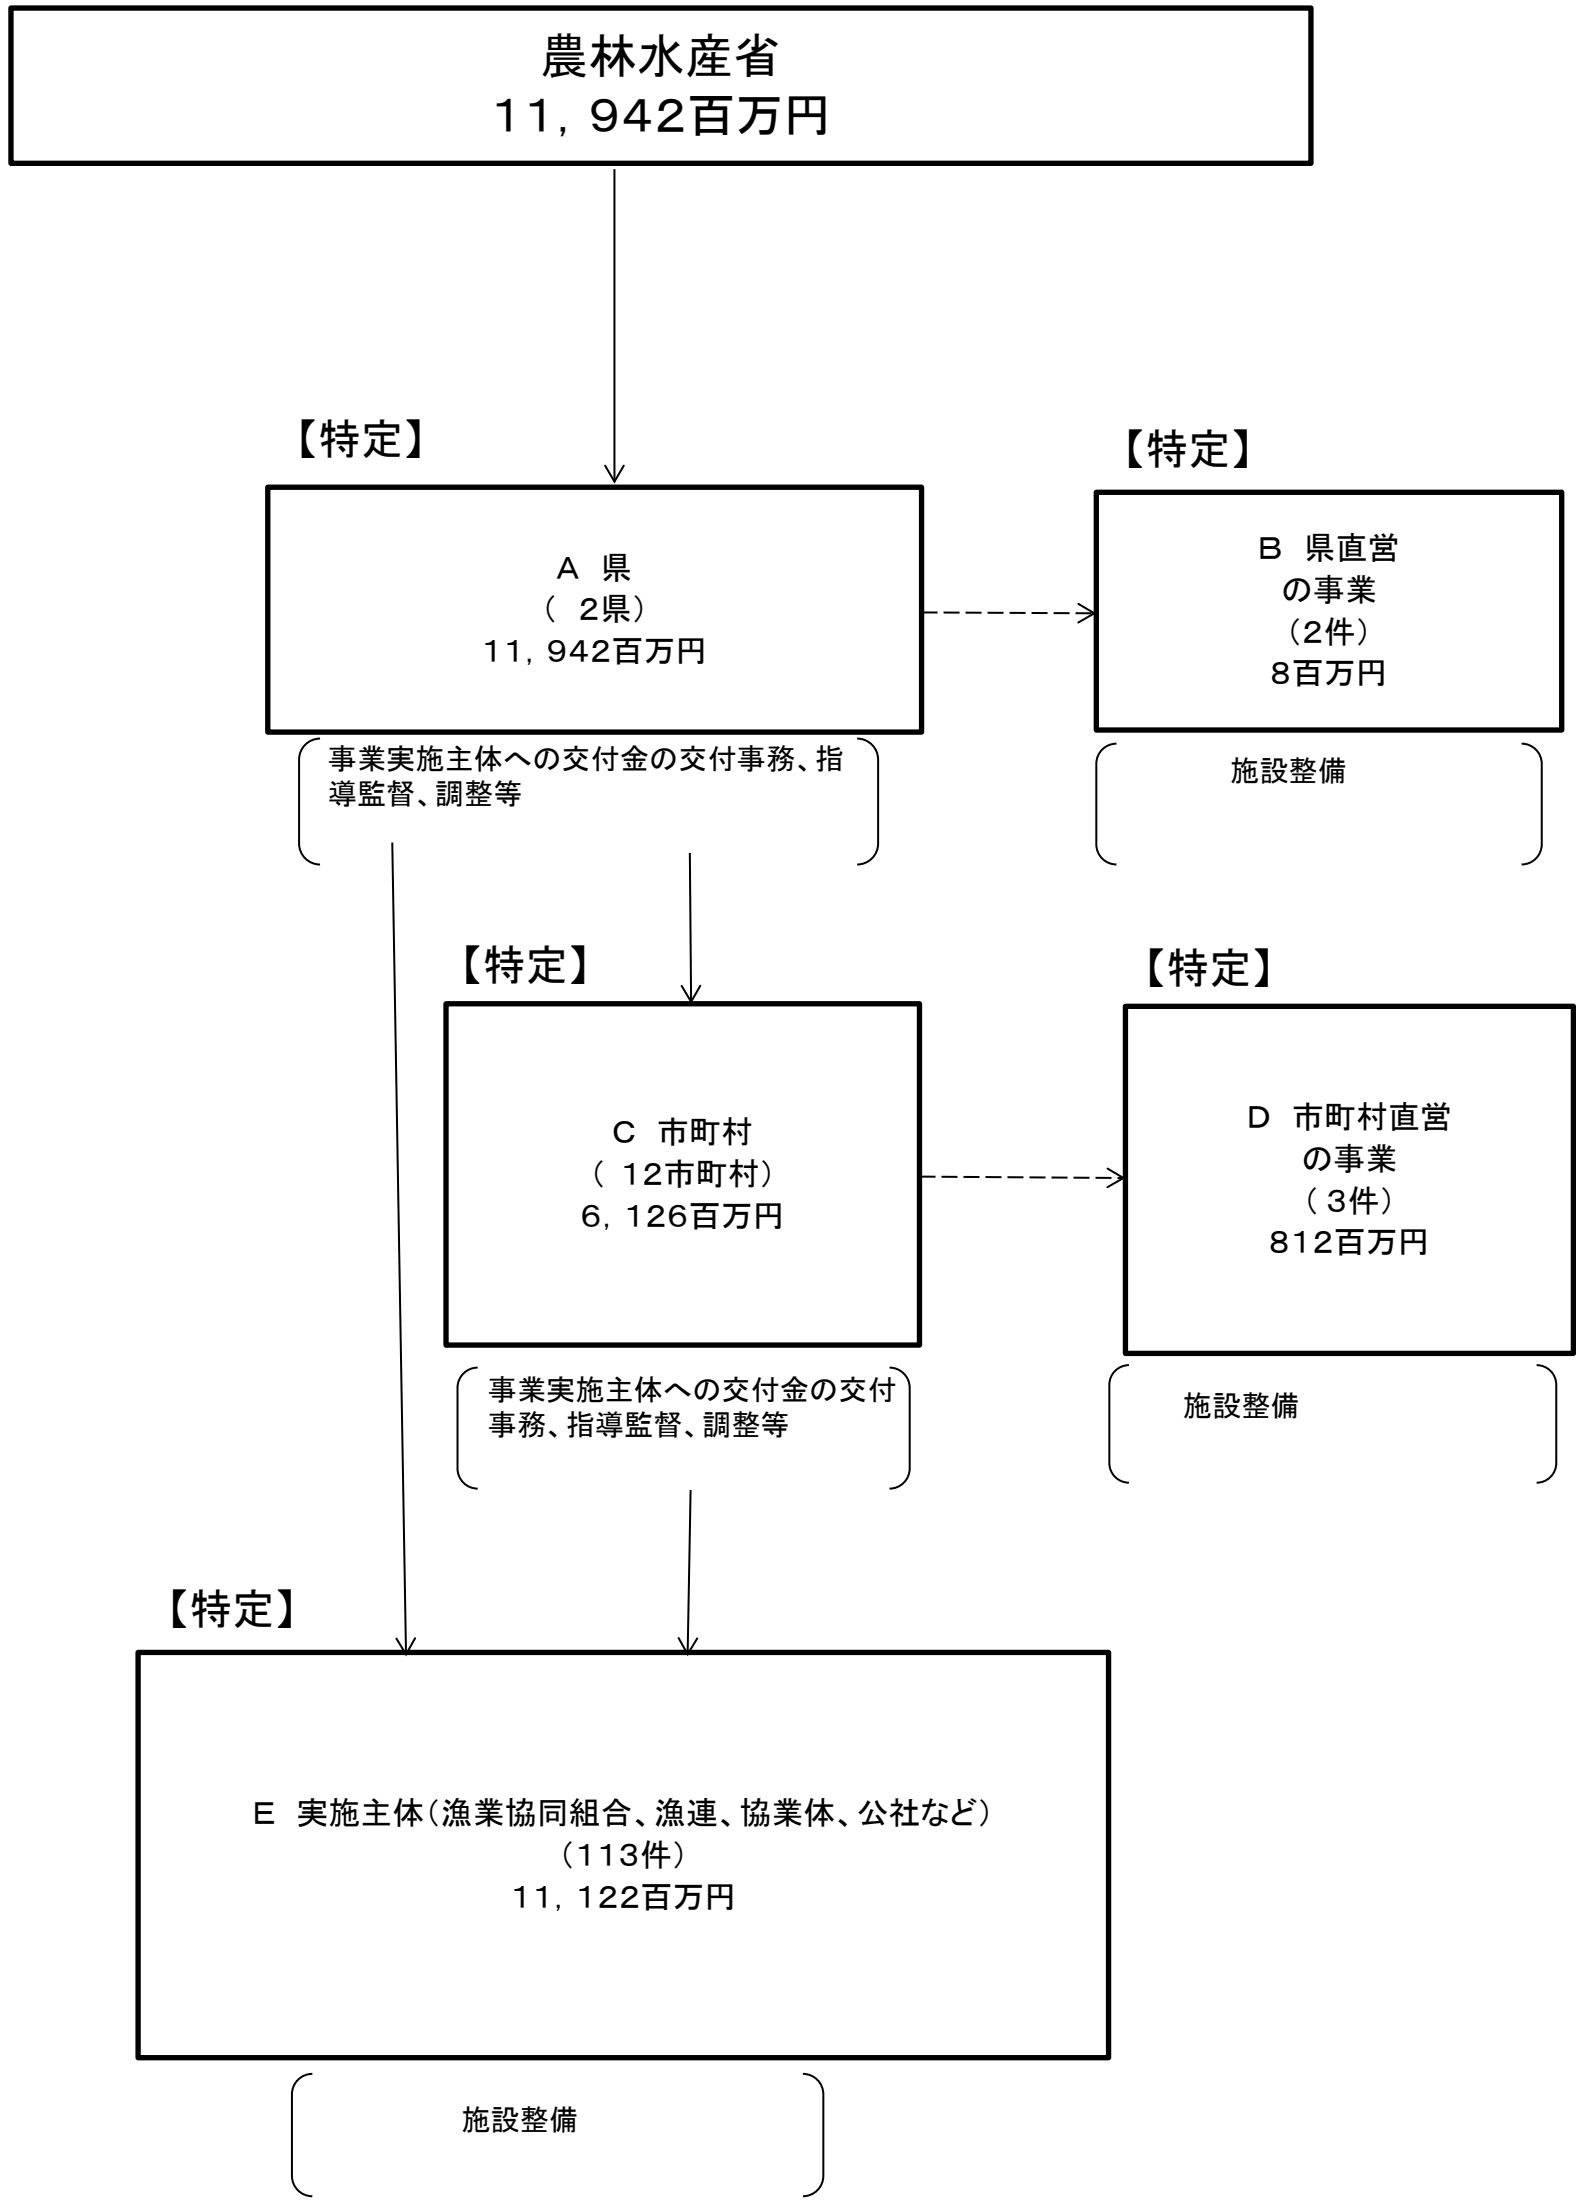 農林水産省
11，942百万円
【特定】
【特定】
A　県
(　2県)
11，942百万円
B　県直営
の事業
(2件)
8百万円
事業実施主体への交付金の交付事務、指
導監督、調整等
施設整備
【特定】
【特定】
C　市町村
(　12市町村)
6，126百万円
D　市町村直営
の事業
(3件)
812百万円
事業実施主体への交付金の交付
事務、指導監督、調整等
施設整備
【特定】
E　実施主体(漁業協同組合、漁連、協業体、公社など)
(113件)
11，122百万円
施設整備